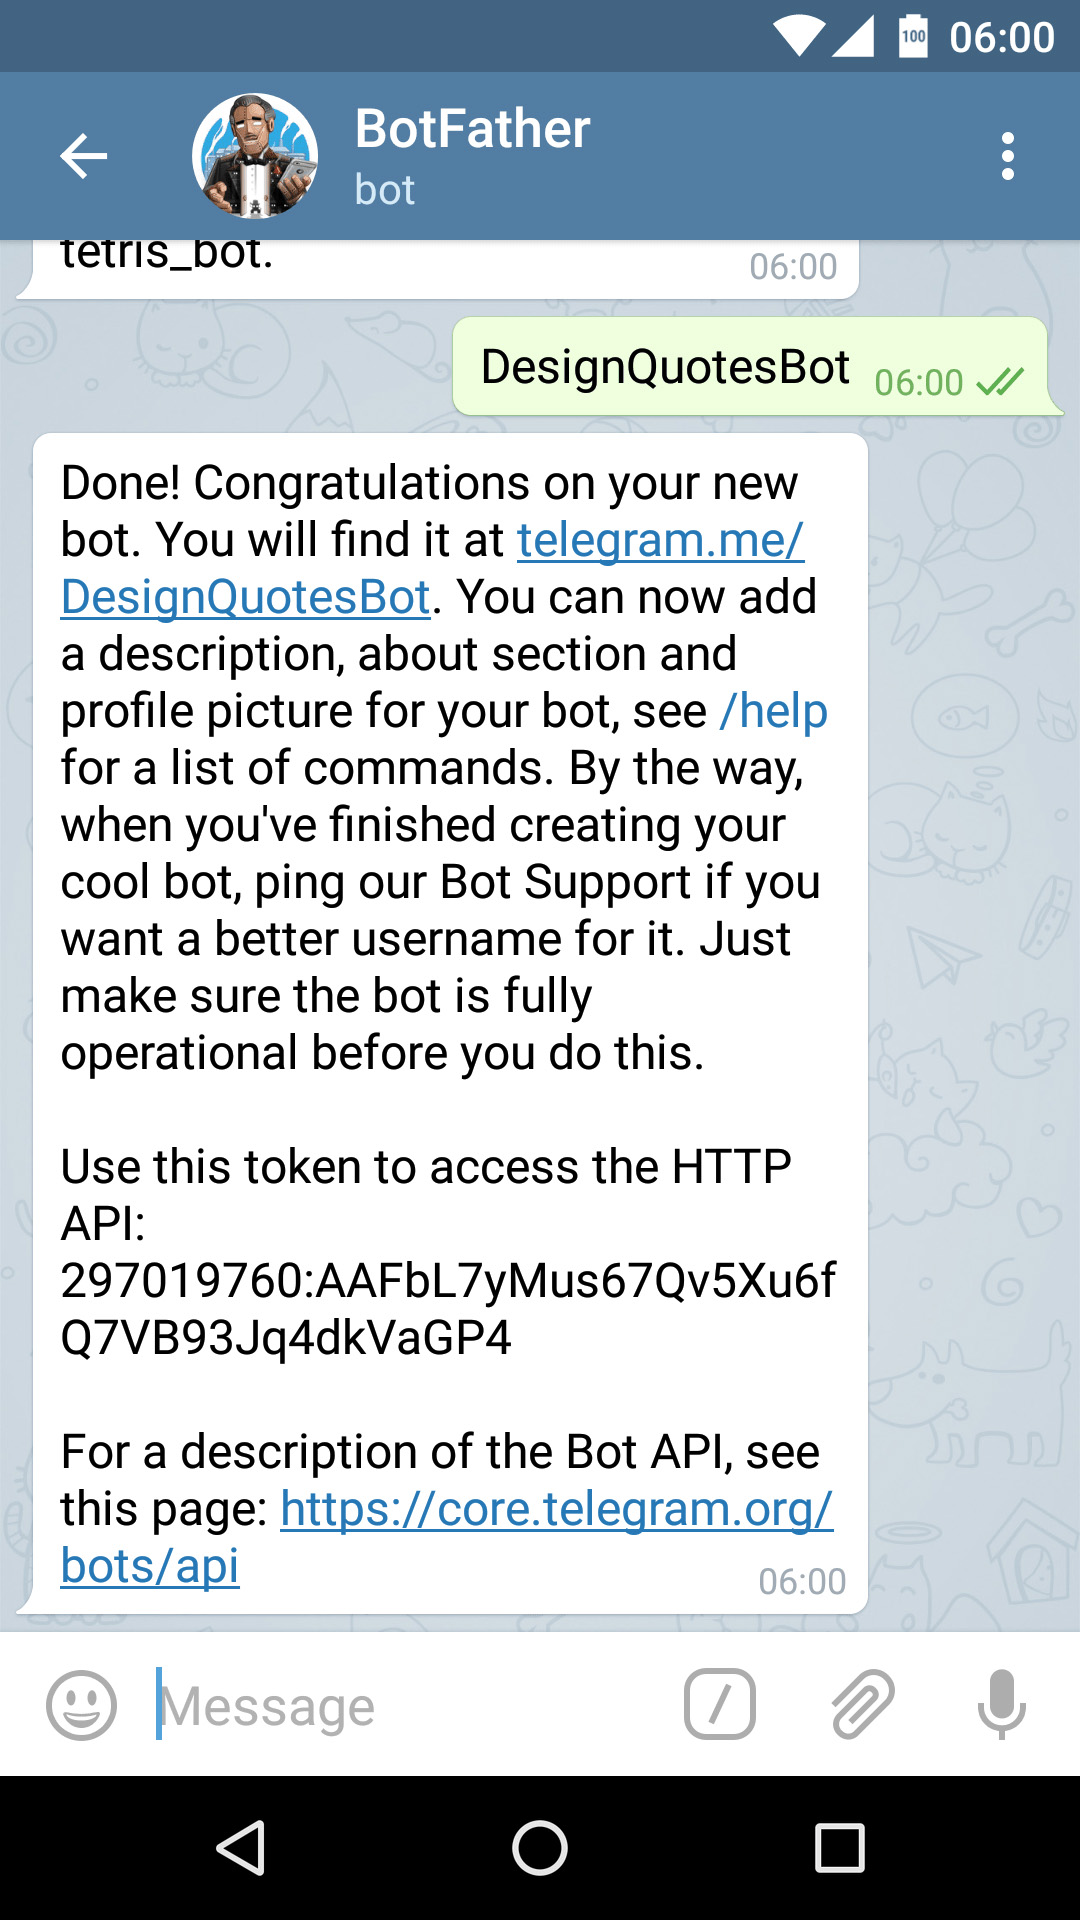 100 06:00
BotFather
bot
tetris_bot.
06:00
DesignQuotesBot 06:00
Done! Congratulations on your new
bot. You will find it at telegram.me/
DesignQuotesBot. You can now add
a description, about section and
profile picture for your bot, see /help
for a list of commands. By the way,
when you've finished creating your
cool bot, ping our Bot Support if you
want a better username for it. Just
make sure the bot is fully
operational before you do this.
Use this token to access the HTTP
API:
297019760:AAFbL7yMus67Qv5Xu6f
Q7VB93Jq4dkVaGP4
For a description of the Bot API, see
this page: https://core.telegram.org/
bots/api
06:00
Message